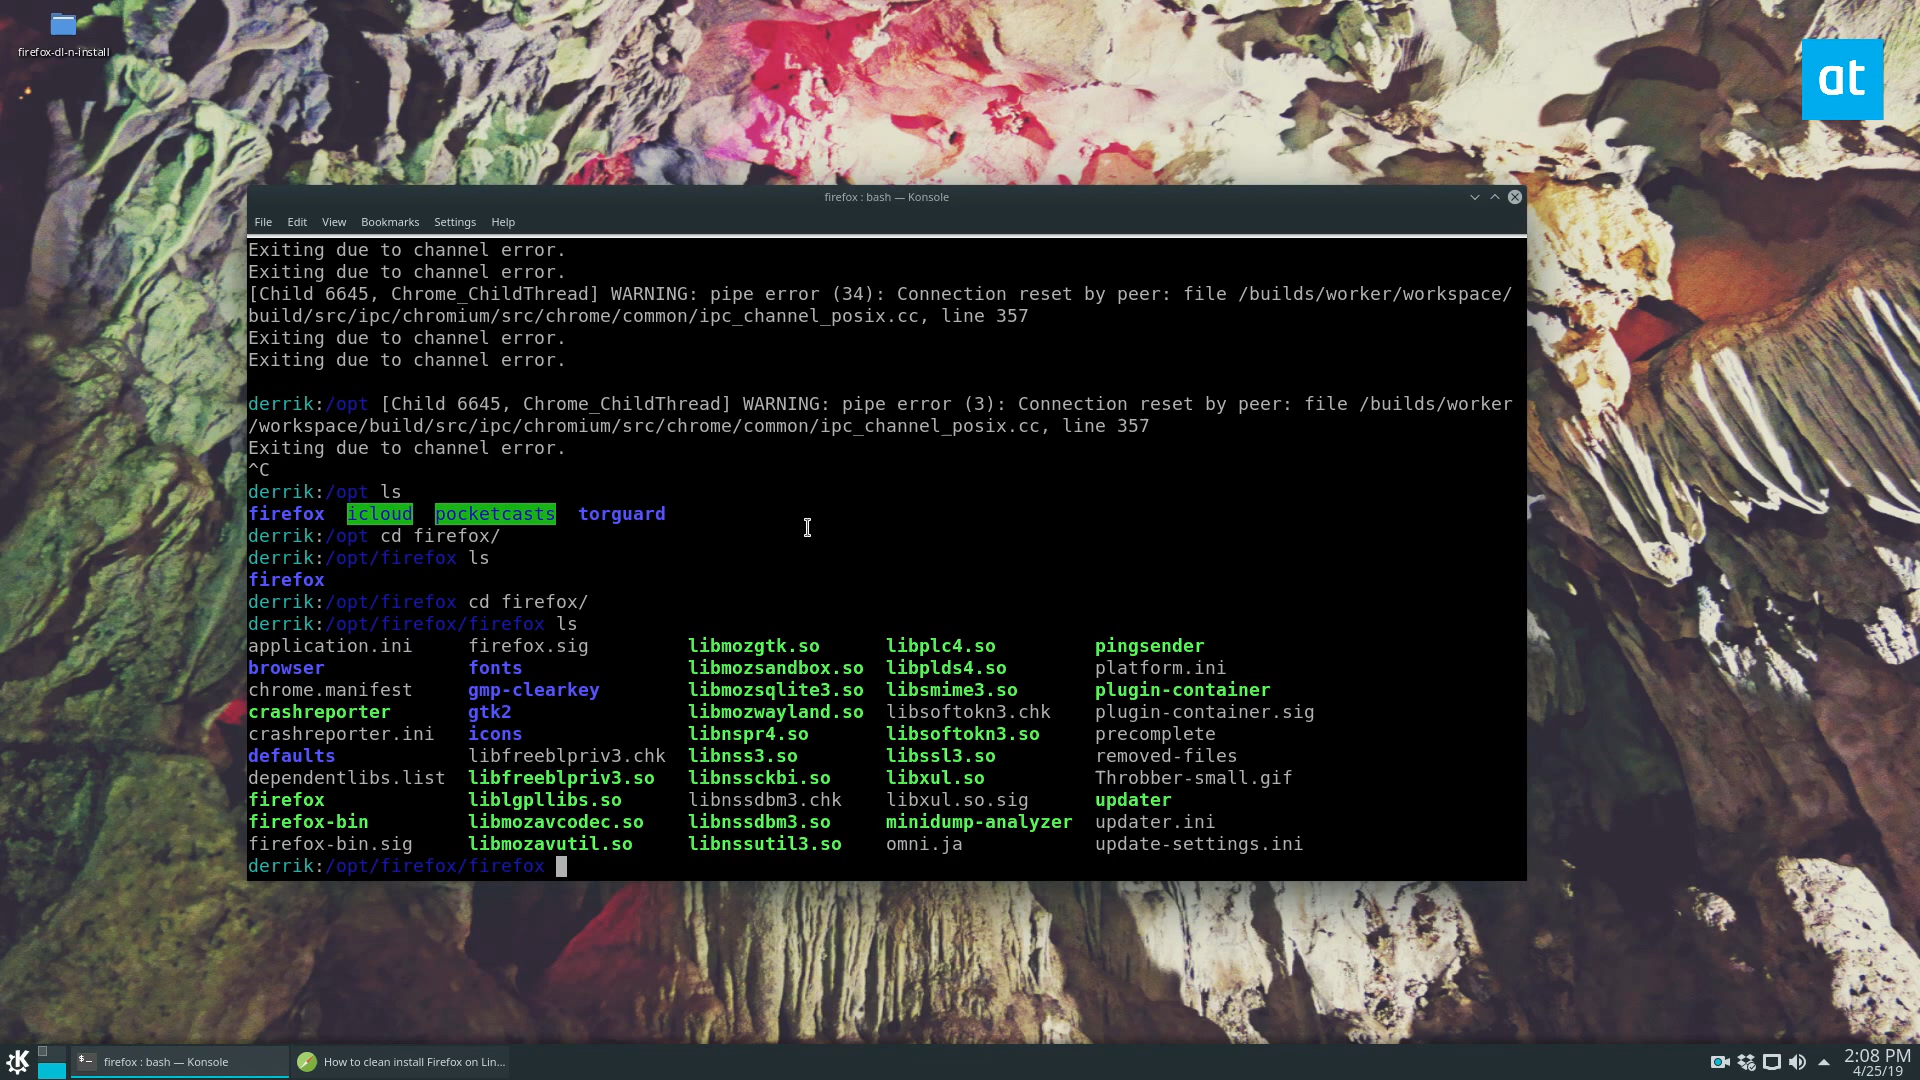 firefox-dl-n-install
at
firefox : bash — Konsole
File Edit View Bookmarks Settings Help
Exiting due to channel error.
Exiting due to channel error.
[Child 6645, Chrome_ChildThread] WARNING: pipe error (34): Connection reset by peer: file /builds/worker/workspace/
build/src/ipc/chromium/src/chrome/common/ipc_channel_posix.cc, line 357
Exiting due to channel error.
Exiting due to channel error.
derrik:/opt [Child 6645, Chrome_ChildThread] WARNING: pipe error (3): Connection reset by peer: file /builds/worker
/workspace/build/src/ipc/chromium/src/chrome/common/ipc_channel_posix.cc, line 357
Exiting due to channel error.
^C
derrik:/opt ls
firefox icloud pocketcasts torguard
derrik:/opt cd firefox/
derrik:/opt/firefox ls
firefox
derrik:/opt/firefox cd firefox/
derrik:/opt/firefox/firefox ls
application.ini firefox.sig libmozgtk.so libplc4.so pingsender
browser fonts libmozsandbox.so libplds4.so platform.ini
chrome.manifest gmp-clearkey libmozsqlite3.so libsmime3.so plugin-container
crashreporter gtk2 libmozwayland.so libsoftokn3.chk plugin-container.sig
crashreporter.ini icons libnspr4.so libsoftokn3.so precomplete
defaults libfreeblpriv3.chk libnss3.so libssl3.so removed-files
dependentlibs.list libfreeblpriv3.so libnssckbi.so libxul.so Throbber-small.gif
firefox liblgpllibs.so libnssdbm3.chk libxul.so.sig updater
firefox-bin libmozavcodec.so libnssdbm3.so minidump-analyzer updater.ini
firefox-bin.sig libmozavutil.so libnssutil3.so omni.ja update-settings.ini
derrik:/opt/firefox/firefox
firefox : bash — Konsole
How to clean install Firefox on Lin...
2:08 PM
4/25/19